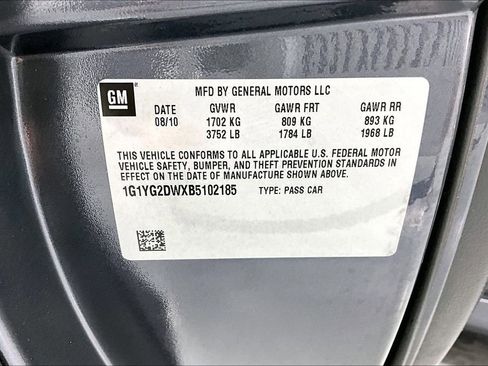 GM
MFD BY GENERAL MOTORS LLC
DATE GVWR GAWR FRT GAWR RR
08/10 1702 KG 809 KG 893 KG
3752 LB 1784 LB 1968 LB
THIS VEHICLE CONFORMS TO ALL APPLICABLE U.S. FEDERAL MOTOR
VEHICLE SAFETY, BUMPER, AND THEFT PREVENTION STANDARDS IN
EFFECT ON THE DATE OF MANUFACTURE SHOWN ABOVE.
1G1YG2DWXB5102185 TYPE: PASS CAR